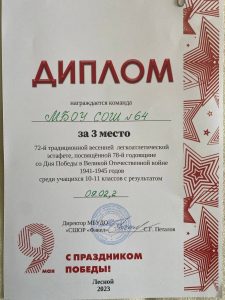 ДИПЛОМ
награждается команда
МБОУ СОШ №64
за 3 место
72-й традиционной весенней легкоатлетической
эстафете, посвящённой 78-й годовщине
со Дня Победы в Великой Отечественной войне
1941-1945 годов
среди учащихся 10-11 классов с результатом
09.02,2
Директор МБУДО
«СШОР «Факел»
С.Г. Петалов
9 мая
С ПРАЗДНИКОМ
ПОБЕДЫ!
Лесной
2023